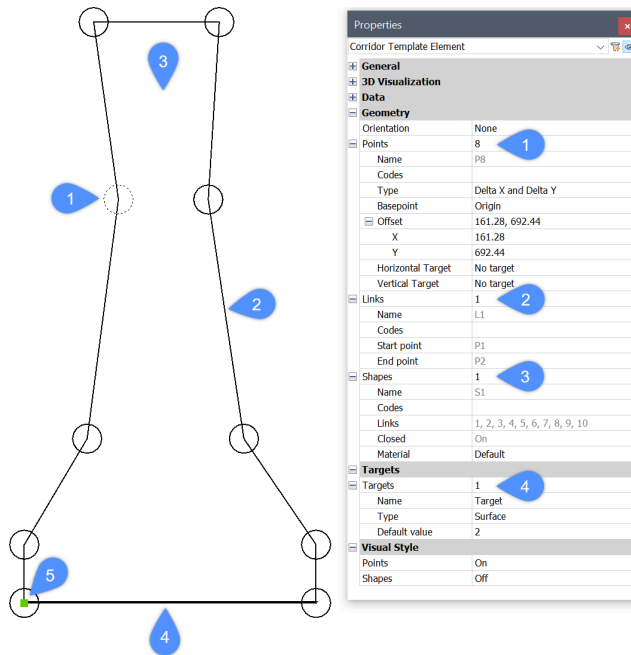 Properties
Corridor Template Element
General
3D Visualization
Data
Geometry
Orientation None
Points 8
Name P8
Codes
Type Delta X and Delta Y
Basepoint Origin
Offset 161.28, 692.44
X 161.28
Y 692.44
Horizontal Target No target
Vertical Target No target
Links 1
Name L1
Codes
Start point P1
End point P2
Shapes 1
Name S1
Codes
Links 1, 2, 3, 4, 5, 6, 7, 8, 9, 10
Closed On
Material Default
Targets
Targets 1
Name Target
Type Surface
Default value 2
Visual Style
Points On
Shapes Off
1
2
3
4
3
1
2
5
4